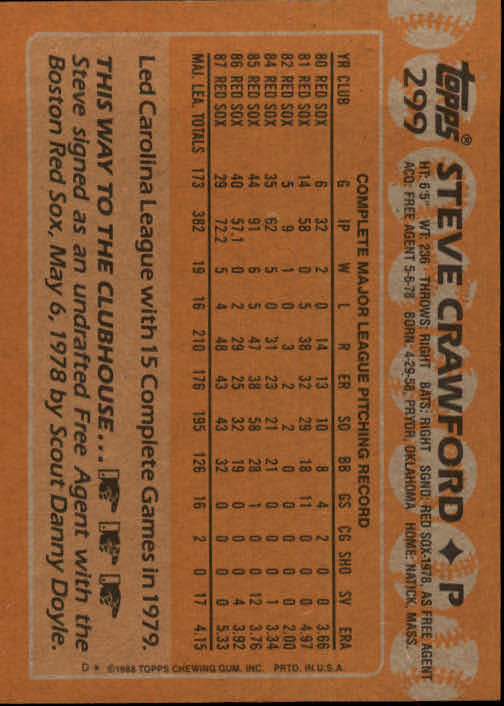 topps®
299
STEVE CRAWFORD ✦ P
HT: 6'5" WT: 236 THROWS: RIGHT BATS: RIGHT SGND: RED SOX-1978, AS FREE AGENT
ACQ: FREE AGENT 5-6-78 BORN: 4-29-58, PRYOR, OKLAHOMA HOME: NATICK, MASS.
COMPLETE MAJOR LEAGUE PITCHING RECORD
YR CLUB G IP W L R ER SO BB GS CG SHO SV ERA
80 RED SOX 6 32 2 0 14 13 10 8 4 2 0 0 3.66
81 RED SOX 14 58 0 5 38 32 29 18 11 0 0 0 4.97
82 RED SOX 5 9 1 0 3 2 2 0 0 0 0 0 2.00
84 RED SOX 35 62 5 0 31 23 21 21 0 0 0 1 3.34
85 RED SOX 44 91 6 5 47 38 58 28 1 0 0 12 3.76
86 RED SOX 40 57.1 0 2 29 25 32 19 0 0 0 4 3.92
87 RED SOX 29 72.2 5 4 48 43 43 32 0 0 0 0 5.33
MAJ. LEA. TOTALS 173 382 19 16 210 176 195 126 16 2 0 17 4.15
Led Carolina League with 15 Complete Games in 1979.
THIS WAY TO THE CLUBHOUSE...
Steve signed as an undrafted Free Agent with the
Boston Red Sox, May 6, 1978 by Scout Danny Doyle.
D* ©1988 TOPPS CHEWING GUM, INC. PRTD. IN U.S.A.